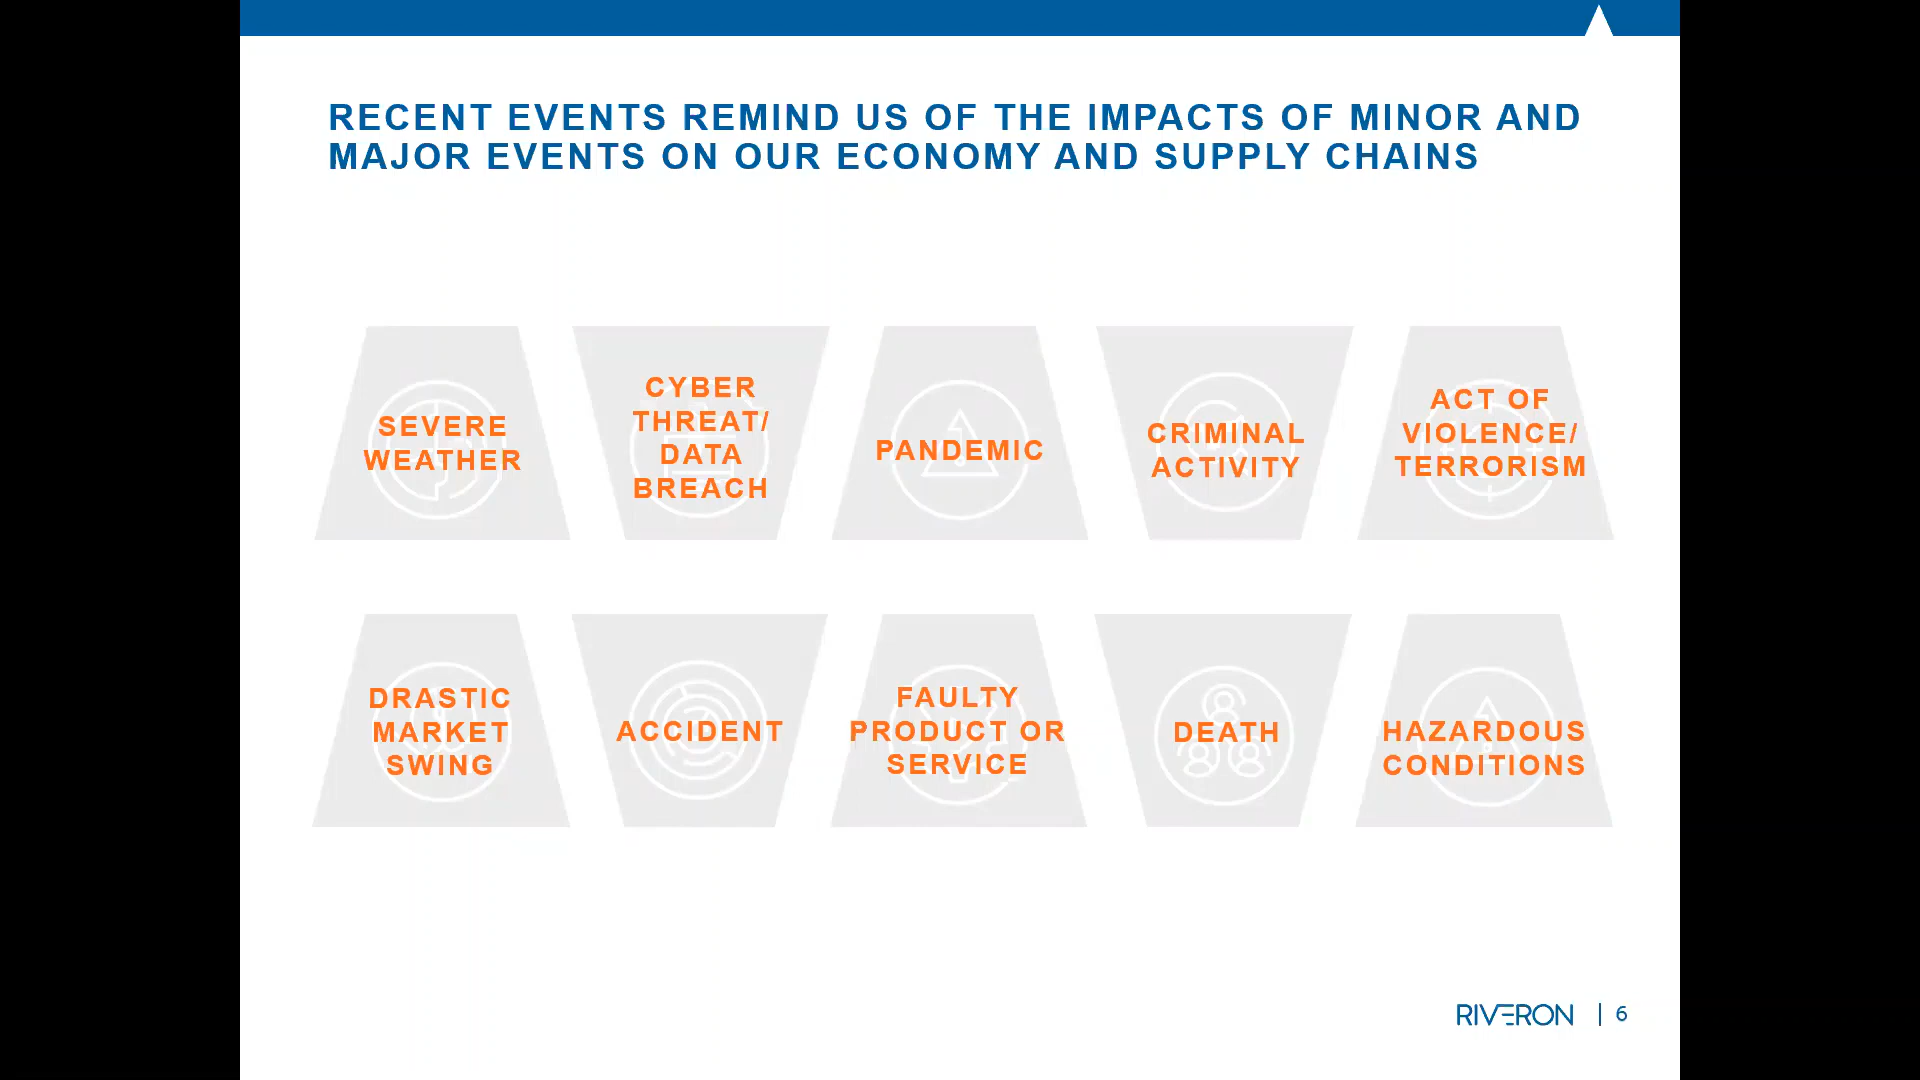 RECENT EVENTS REMIND US OF THE IMPACTS OF MINOR AND
MAJOR EVENTS ON OUR ECONOMY AND SUPPLY CHAINS
SEVERE
WEATHER
CYBER
THREAT/
DATA
BREACH
PANDEMIC
CRIMINAL
ACTIVITY
ACT OF
VIOLENCE/
TERRORISM
DRASTIC
MARKET
SWING
ACCIDENT
FAULTY
PRODUCT OR
SERVICE
DEATH
HAZARDOUS
CONDITIONS
RIVERON | 6